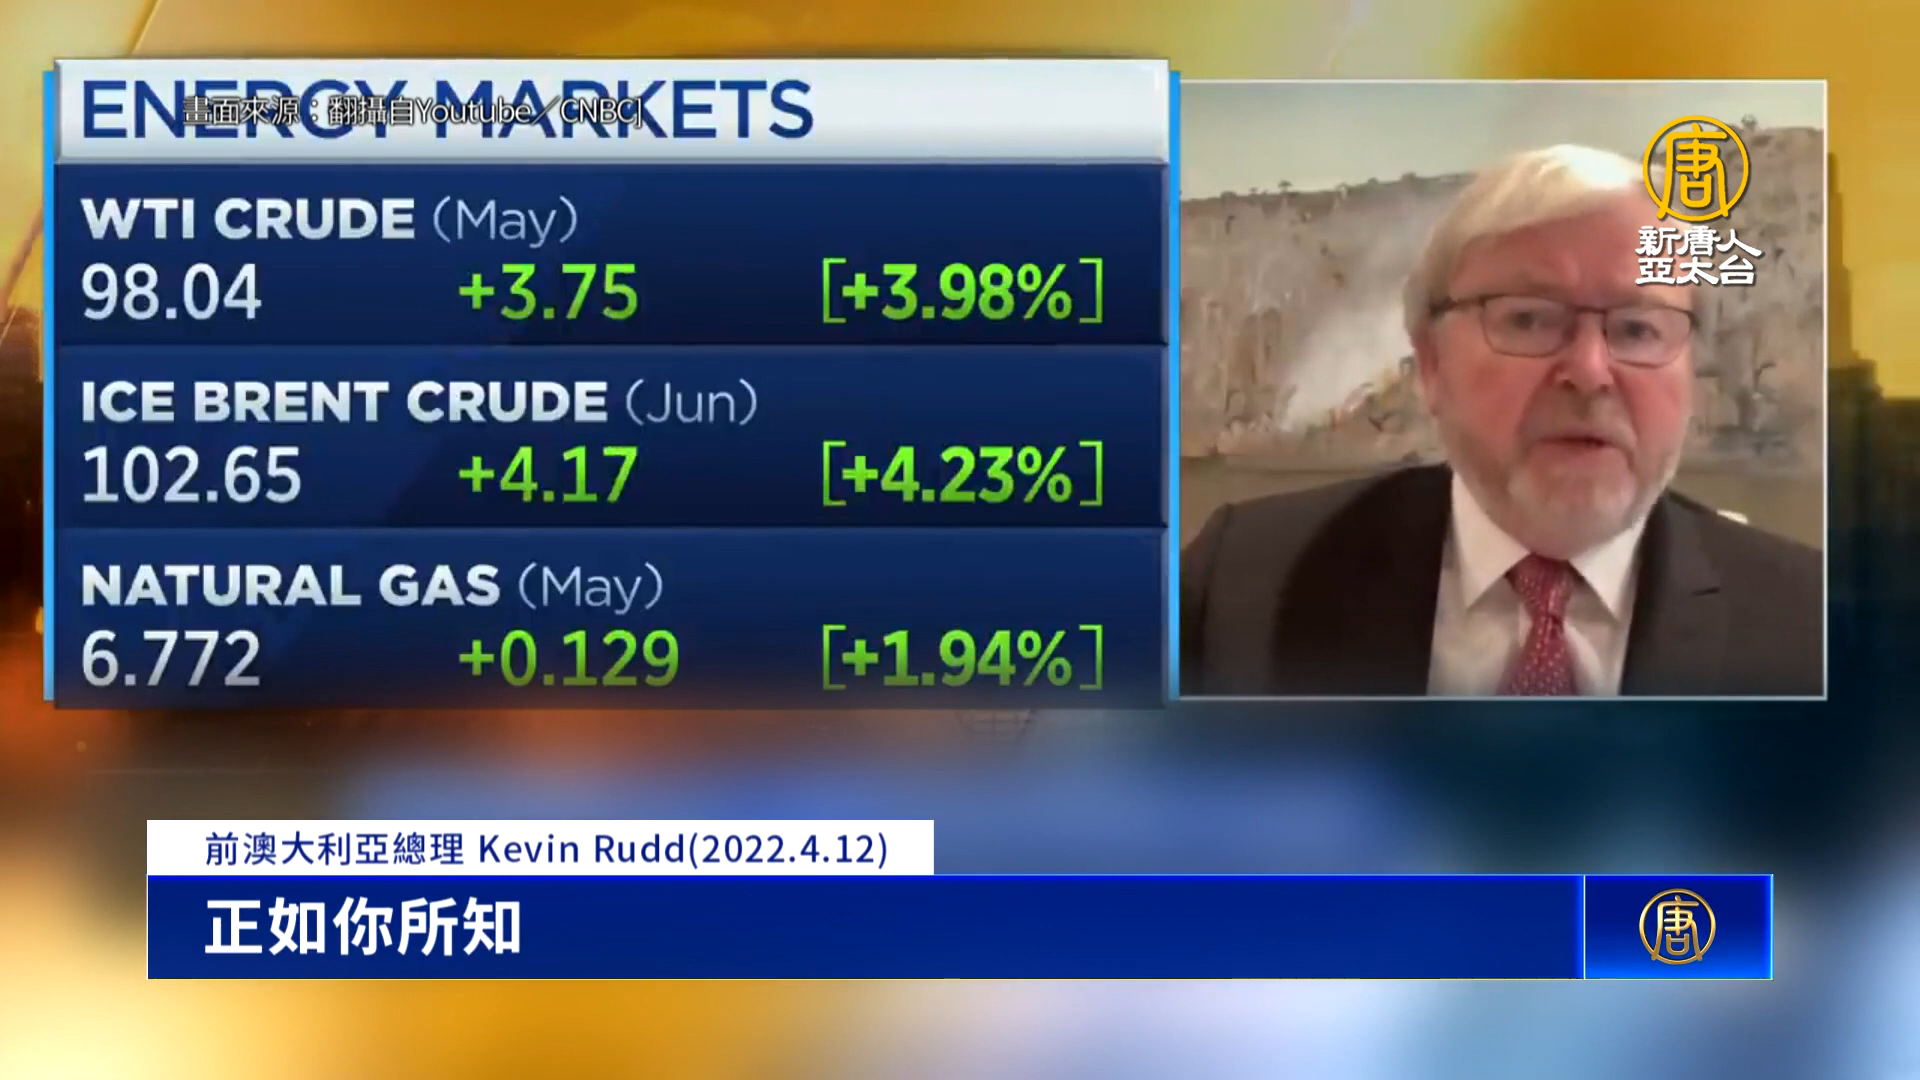 ENERGY MARKETS
畫面來源：翻攝自Youtube／CNBC]
WTI CRUDE (May)
98.04 +3.75 [+3.98%]
ICE BRENT CRUDE (Jun)
102.65 +4.17 [+4.23%]
NATURAL GAS (May)
6.772 +0.129 [+1.94%]
唐
新唐人
亞太台
前澳大利亞總理 Kevin Rudd(2022.4.12)
正如你所知
唐